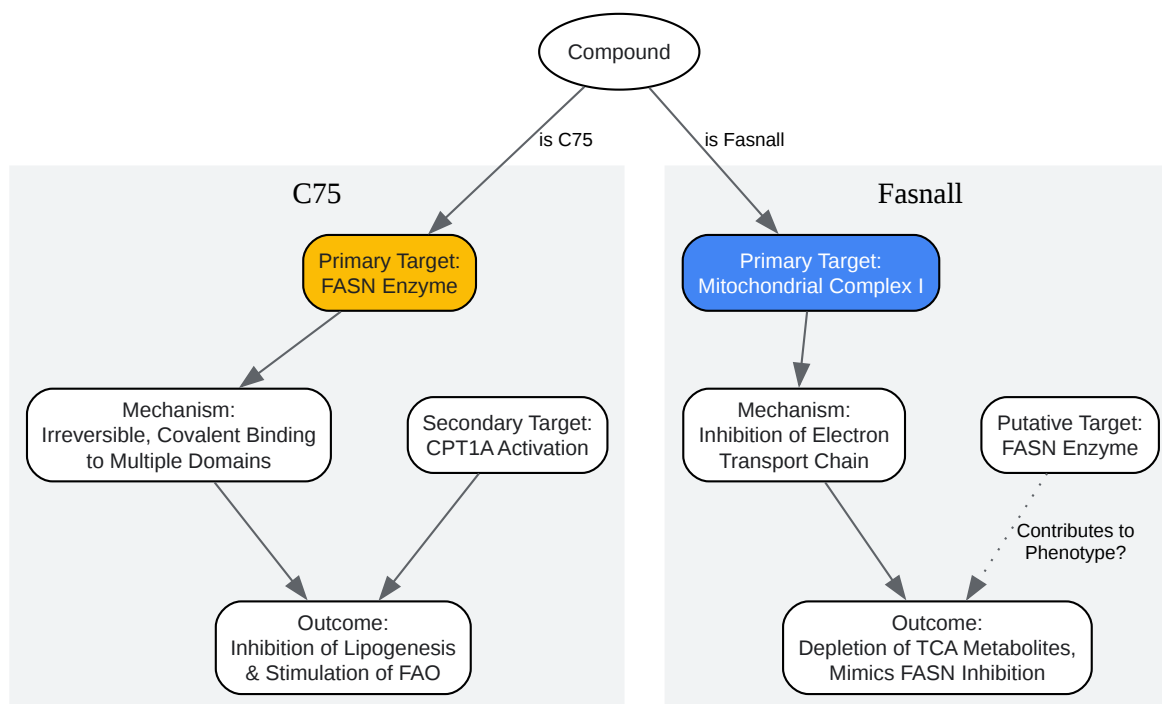 Compound
is C75
is Fasnall
C75
Fasnall
Primary Target:
FASN Enzyme
Primary Target:
Mitochondrial Complex I
Mechanism:
Irreversible, Covalent Binding
to Multiple Domains
Secondary Target:
CPT1A Activation
Mechanism:
Inhibition of Electron
Transport Chain
Putative Target:
FASN Enzyme
Contributes to
Phenotype?
Outcome:
Inhibition of Lipogenesis
& Stimulation of FAO
Outcome:
Depletion of TCA Metabolites,
Mimics FASN Inhibition